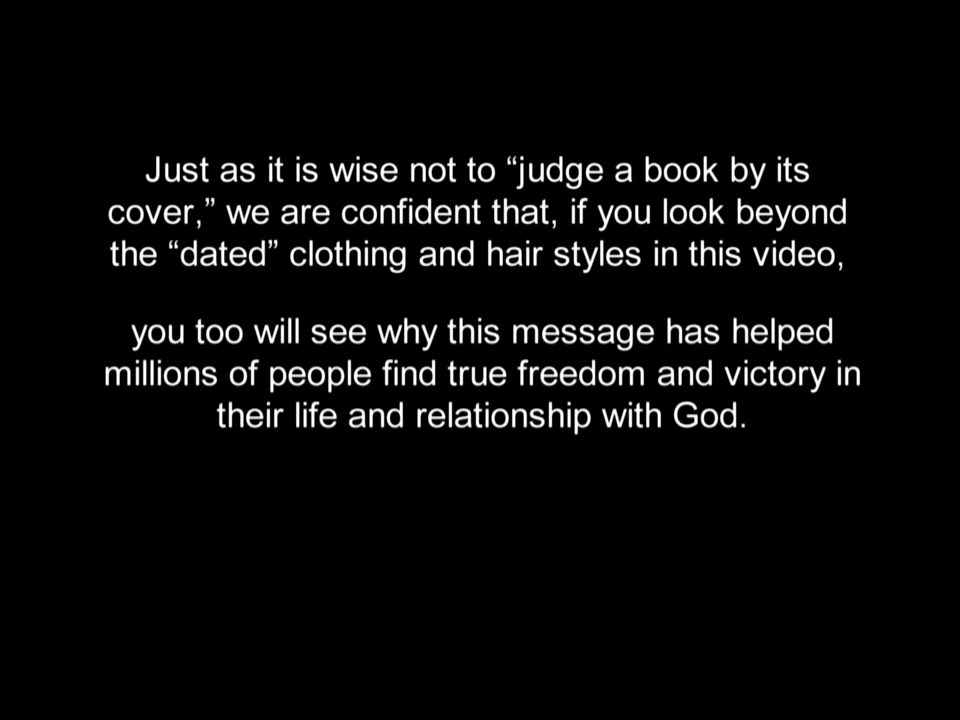 Just as it is wise not to “judge a book by its
cover,” we are confident that, if you look beyond
the “dated” clothing and hair styles in this video,
you too will see why this message has helped
millions of people find true freedom and victory in
their life and relationship with God.